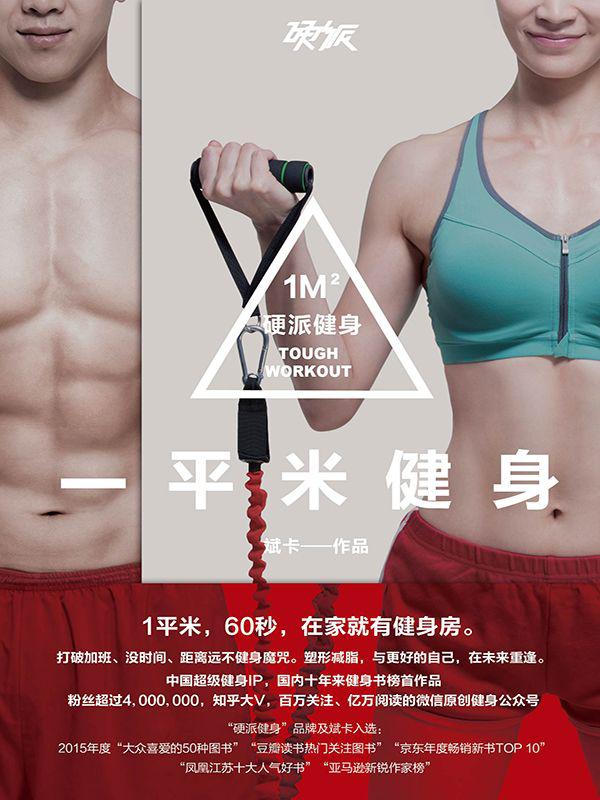 硬派
1M²
硬派健身
TOUGH
WORKOUT
一平米健身
斌卡——作品
1平米，60秒，在家就有健身房。
打破加班、没时间、距离远不健身魔咒。塑形减脂，与更好的自己，在未来重逢。
中国超级健身IP，国内十年来健身书榜首作品
粉丝超过4,000,000，知乎大V，百万关注、亿万阅读的微信原创健身公众号
“硬派健身”品牌及斌卡入选：
2015年度“大众喜爱的50种图书” “豆瓣读书热门关注图书” “京东年度畅销新书TOP 10”
“凤凰江苏十大人气好书” “亚马逊新锐作家榜”